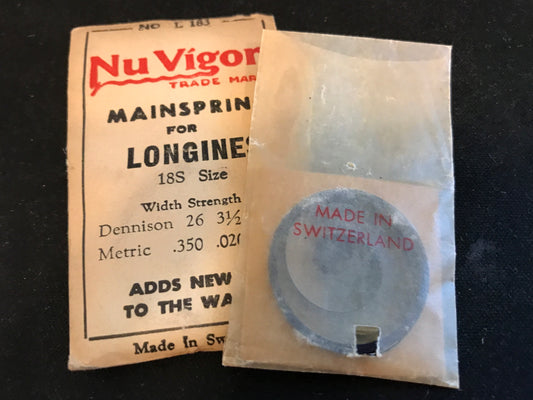 NO L 183
Nu Vigor
TRADE MAR
MAINSPRIN
FOR
LONGINES
18S Size
Width Strength
Dennison 26 3½
Metric .350 .020
ADDS NEW
TO THE WA
Made In Sw
MADE IN
SWITZERLAND